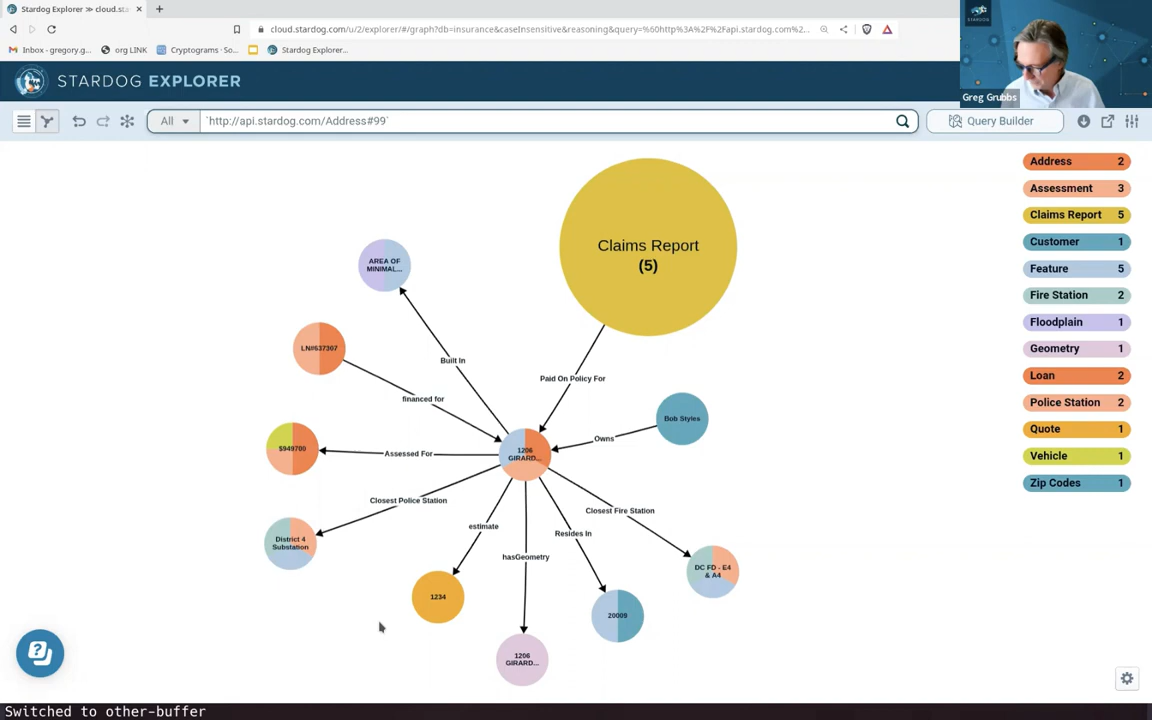 Stardog Explorer ≫ cloud.st
cloud.stardog.com/u/2/explorer/#/graph?db=insurance&caseInsensitive&reasoning&query=%60http%3A%2F%2Fapi.stardog.com%2...
Inbox - gregory.g... org LINK Cryptograms · So... Stardog Explorer...
STARDOG
Greg Grubbs
STARDOG EXPLORER
All
`http://api.stardog.com/Address#99`
Query Builder
Claims Report
(5)
AREA OF
MINIMAL...
LN#637307
$949700
District 4
Substation
1234
1206
GIRARD...
20009
DC FD - E4
& A4
Bob Styles
1206
GIRARD...
Built In
financed for
Assessed For
Closest Police Station
estimate
hasGeometry
Resides In
Closest Fire Station
Owns
Paid On Policy For
Address 2
Assessment 3
Claims Report 5
Customer 1
Feature 5
Fire Station 2
Floodplain 1
Geometry 1
Loan 2
Police Station 2
Quote 1
Vehicle 1
Zip Codes 1
Switched to other-buffer